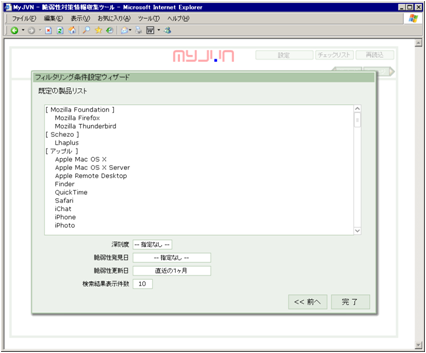 MyJVN - 脆弱性対策情報収集ツール - Microsoft Internet Explorer
ファイル(F) 編集(E) 表示(V) お気に入り(A) ツール(T) ヘルプ(H)
MyJVN 設定 チェックリスト 再読込
フィルタリング条件設定ウィザード
既定の製品リスト
[ Mozilla Foundation ]
Mozilla Firefox
Mozilla Thunderbird
[ Schezo ]
Lhaplus
[ アップル ]
Apple Mac OS X
Apple Mac OS X Server
Apple Remote Desktop
Finder
QuickTime
Safari
iChat
iPhone
iPhoto
深刻度 -- 指定なし --
脆弱性発見日 -- 指定なし --
脆弱性更新日 直近の1ヶ月
検索結果表示件数 10
<< 前へ 完了